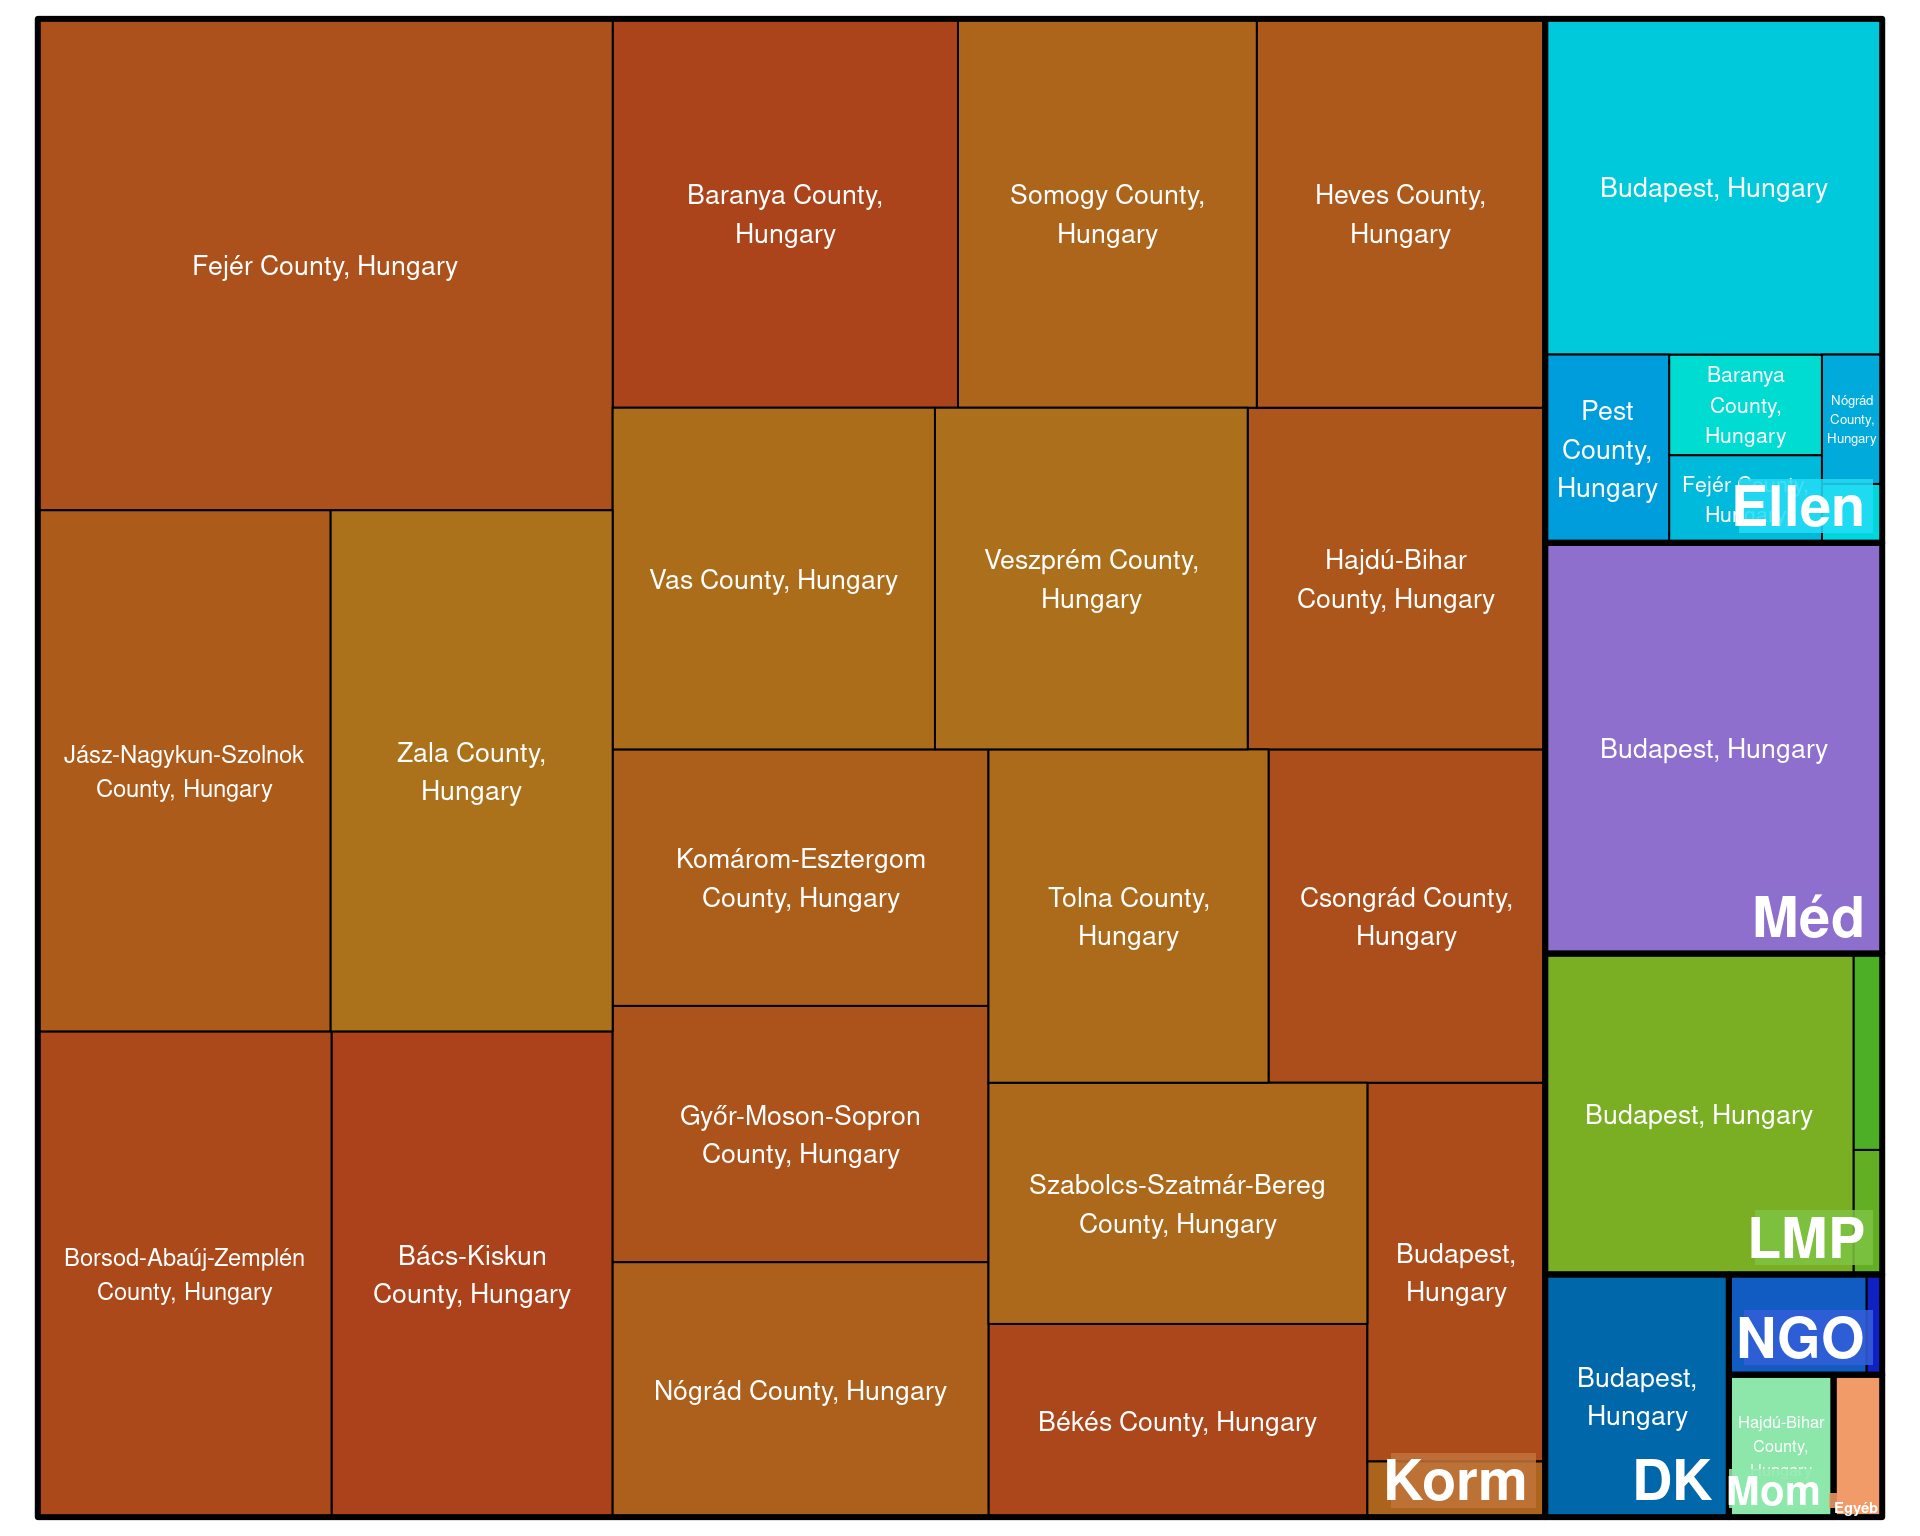 Fejér County, Hungary
Baranya County,
Hungary
Somogy County,
Hungary
Heves County,
Hungary
Vas County, Hungary
Veszprém County,
Hungary
Hajdú-Bihar
County, Hungary
Jász-Nagykun-Szolnok
County, Hungary
Zala County,
Hungary
Komárom-Esztergom
County, Hungary
Tolna County,
Hungary
Csongrád County,
Hungary
Borsod-Abaúj-Zemplén
County, Hungary
Bács-Kiskun
County, Hungary
Győr-Moson-Sopron
County, Hungary
Szabolcs-Szatmár-Bereg
County, Hungary
Budapest,
Hungary
Nógrád County, Hungary
Békés County, Hungary
Korm
Budapest, Hungary
Pest
County,
Hungary
Baranya
County,
Hungary
Nógrád
County,
Hungary
Fejér County,
Hungary
Ellen
Budapest, Hungary
Méd
Budapest, Hungary
LMP
Budapest,
Hungary
DK
NGO
Hajdú-Bihar
County,
Hungary
Mom
Egyéb